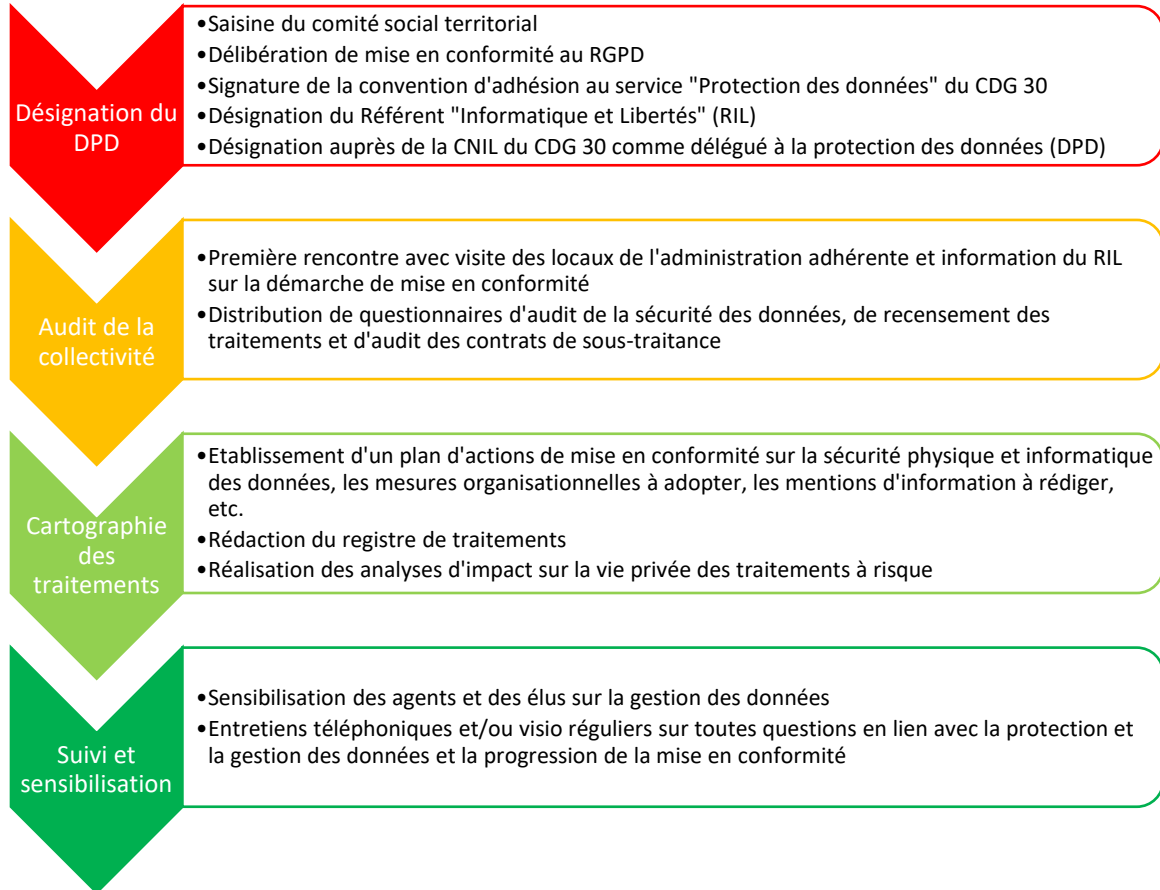 Désignation du
DPD
•Saisine du comité social territorial
•Délibération de mise en conformité au RGPD
•Signature de la convention d'adhésion au service "Protection des données" du CDG 30
•Désignation du Référent "Informatique et Libertés" (RIL)
•Désignation auprès de la CNIL du CDG 30 comme délégué à la protection des données (DPD)
Audit de la
collectivité
•Première rencontre avec visite des locaux de l'administration adhérente et information du RIL
sur la démarche de mise en conformité
•Distribution de questionnaires d'audit de la sécurité des données, de recensement des
traitements et d'audit des contrats de sous-traitance
Cartographie
des
traitements
•Etablissement d'un plan d'actions de mise en conformité sur la sécurité physique et informatique
des données, les mesures organisationnelles à adopter, les mentions d'information à rédiger,
etc.
•Rédaction du registre de traitements
•Réalisation des analyses d'impact sur la vie privée des traitements à risque
Suivi et
sensibilisation
•Sensibilisation des agents et des élus sur la gestion des données
•Entretiens téléphoniques et/ou visio réguliers sur toutes questions en lien avec la protection et
la gestion des données et la progression de la mise en conformité